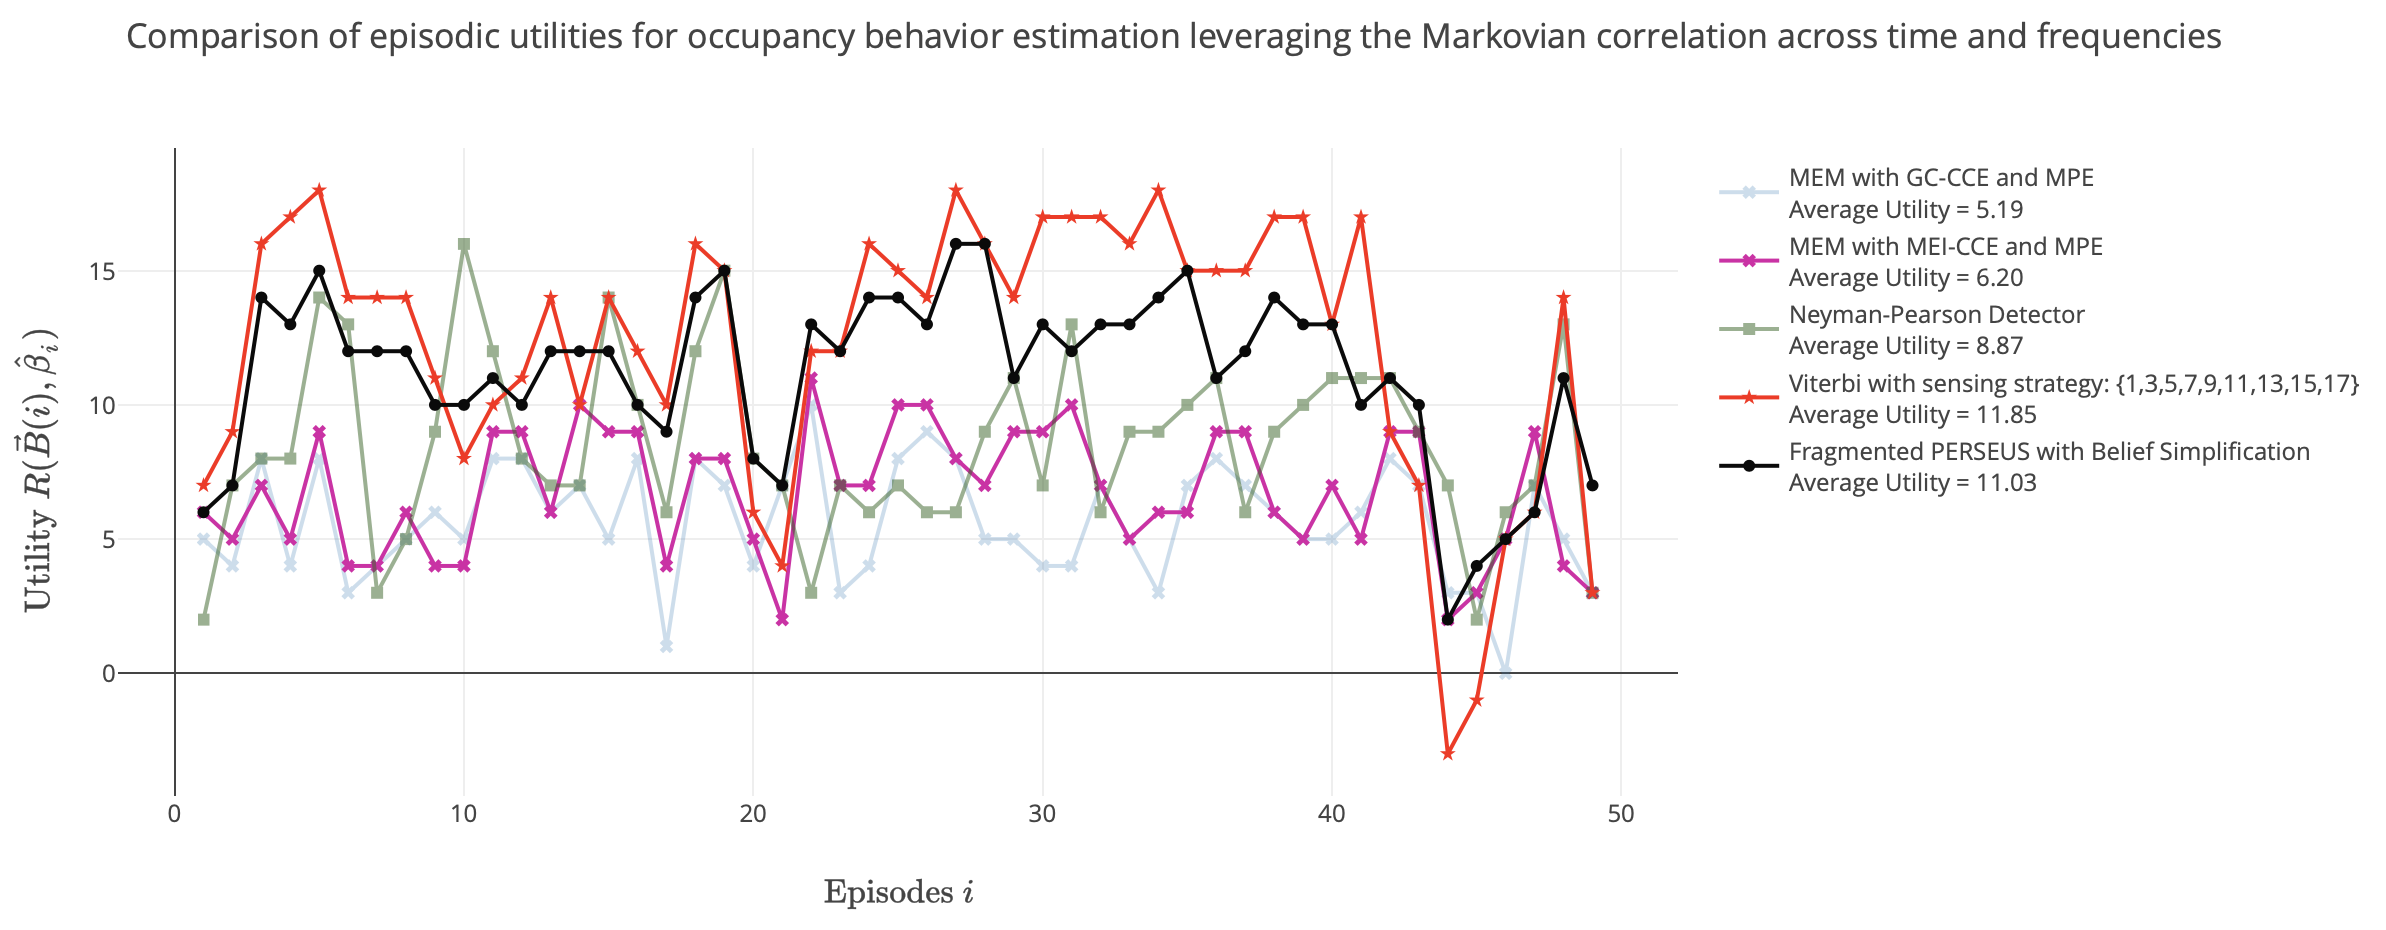 Comparison of episodic utilities for occupancy behavior estimation leveraging the Markovian correlation across time and frequencies
Utility R(B⃗(i), β̂ᵢ)
15
10
5
0
0 10 20 30 40 50
Episodes i
MEM with GC-CCE and MPE
Average Utility = 5.19
MEM with MEI-CCE and MPE
Average Utility = 6.20
Neyman-Pearson Detector
Average Utility = 8.87
Viterbi with sensing strategy: {1,3,5,7,9,11,13,15,17}
Average Utility = 11.85
Fragmented PERSEUS with Belief Simplification
Average Utility = 11.03